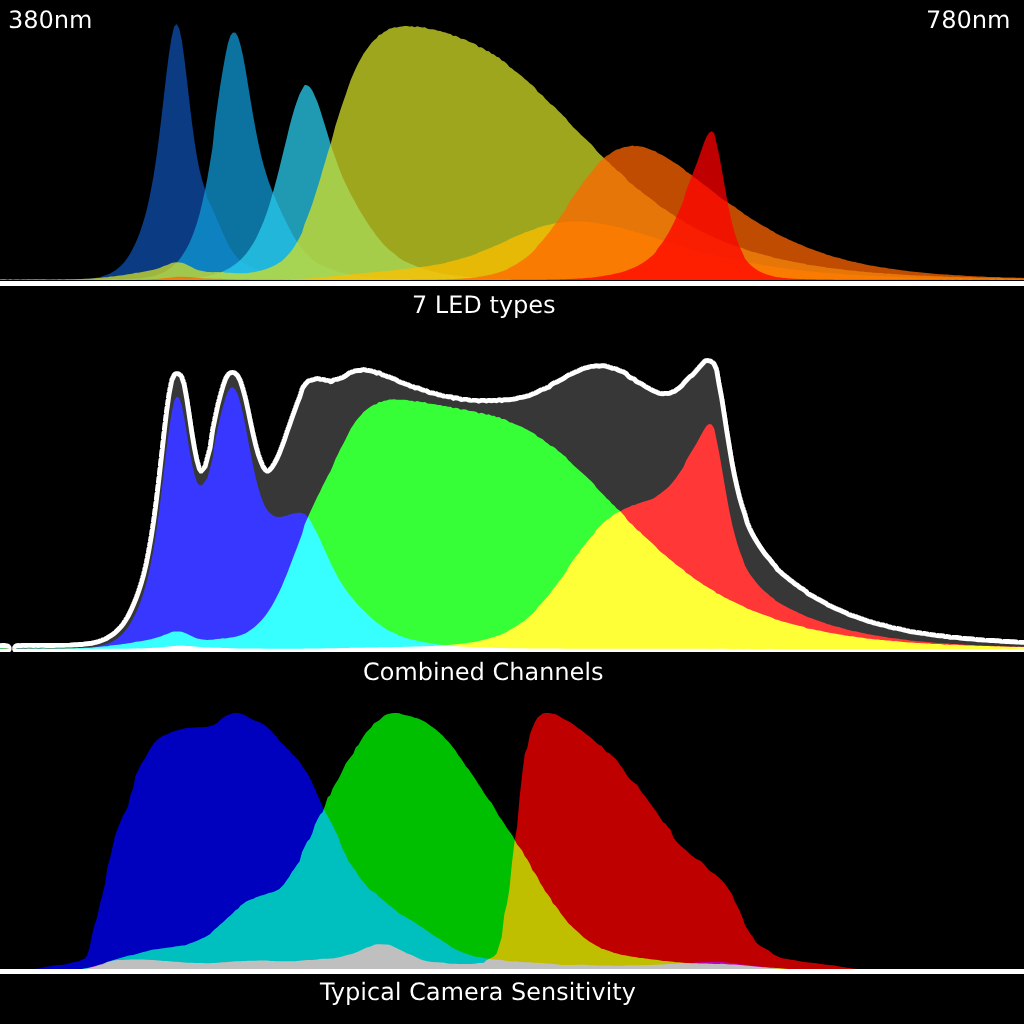 380nm
780nm
7 LED types
Combined Channels
Typical Camera Sensitivity